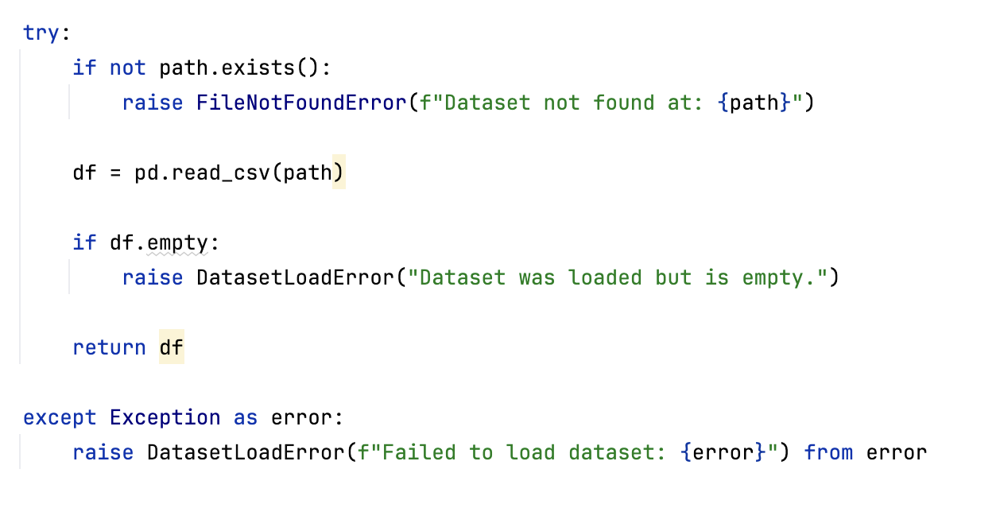 try:
    if not path.exists():
        raise FileNotFoundError(f"Dataset not found at: {path}")
    df = pd.read_csv(path)
    if df.empty:
        raise DatasetLoadError("Dataset was loaded but is empty.")
    return df
except Exception as error:
    raise DatasetLoadError(f"Failed to load dataset: {error}") from error